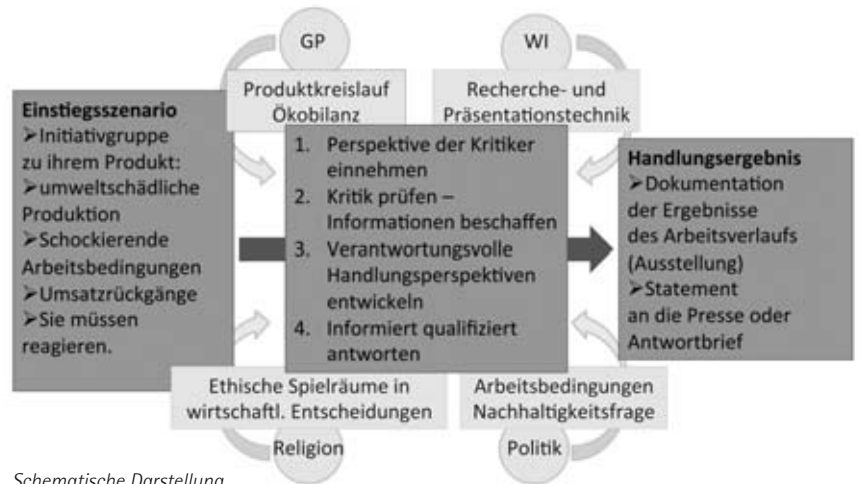 GP
WI
Produktkreislauf
Ökobilanz
Recherche- und
Präsentationstechnik
Einstiegsszenario
➢Initiativgruppe
zu ihrem Produkt:
➢umweltschädliche
Produktion
➢Schockierende
Arbeitsbedingungen
➢Umsatzrückgänge
➢Sie müssen
reagieren.
1. Perspektive der Kritiker
einnehmen
2. Kritik prüfen –
Informationen beschaffen
3. Verantwortungsvolle
Handlungsperspektiven
entwickeln
4. Informiert qualifiziert
antworten
Handlungsergebnis
➢Dokumentation
der Ergebnisse
des Arbeitsverlaufs
(Ausstellung)
➢Statement
an die Presse oder
Antwortbrief
Ethische Spielräume in
wirtschaftl. Entscheidungen
Arbeitsbedingungen
Nachhaltigkeitsfrage
Religion
Politik
Schematische Darstellung